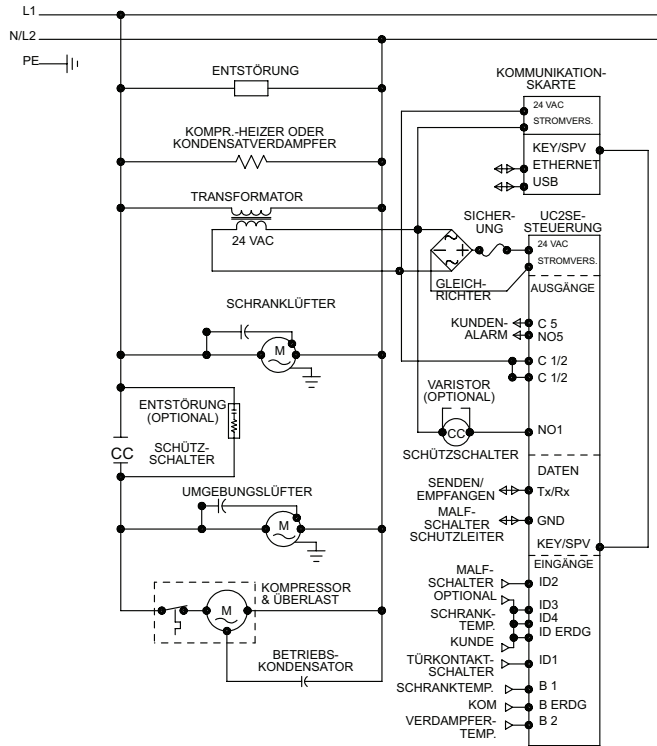 L1
N/L2
PE
ENTSTÖRUNG
KOMPR.-HEIZER ODER
KONDENSATVERDAMPFER
TRANSFORMATOR
24 VAC
SCHRANKLÜFTER
M
ENTSTÖRUNG
(OPTIONAL)
CC
SCHÜTZ-
SCHALTER
UMGEBUNGSLÜFTER
M
KOMPRESSOR
& ÜBERLAST
M
BETRIEBS-
KONDENSATOR
KOMMUNIKATION-
SKARTE
24 VAC
STROMVERS.
KEY/SPV
ETHERNET
USB
SICHER-
UNG
UC2SE-
STEUERUNG
24 VAC
STROMVERS.
GLEICH-
RICHTER
AUSGÄNGE
KUNDEN-
ALARM
C 5
NO5
C 1/2
C 1/2
VARISTOR
(OPTIONAL)
CC
NO1
SCHÜTZSCHALTER
DATEN
SENDEN/
EMPFANGEN
Tx/Rx
MALF-
SCHALTER
SCHUTZLEITER
GND
KEY/SPV
EINGÄNGE
MALF-
SCHALTER
OPTIONAL
ID2
SCHRANK-
TEMP.
ID3
ID4
KUNDE
ID ERDG
TÜRKONTAKT-
SCHALTER
ID1
SCHRANKTEMP.
B 1
KOM
B ERDG
VERDAMPFER-
TEMP.
B 2